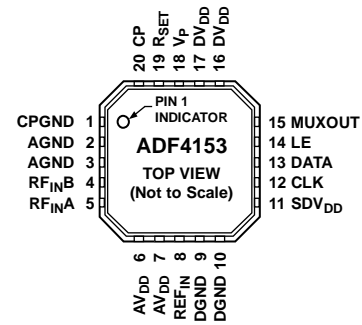 20 CP
19 RSET
18 VP
17 DVDD
16 DVDD
PIN 1
INDICATOR
ADF4153
TOP VIEW
(Not to Scale)
CPGND 1
AGND 2
AGND 3
RFINB 4
RFINA 5
15 MUXOUT
14 LE
13 DATA
12 CLK
11 SDVDD
AVDD 6
AVDD 7
REFIN 8
DGND 9
DGND 10